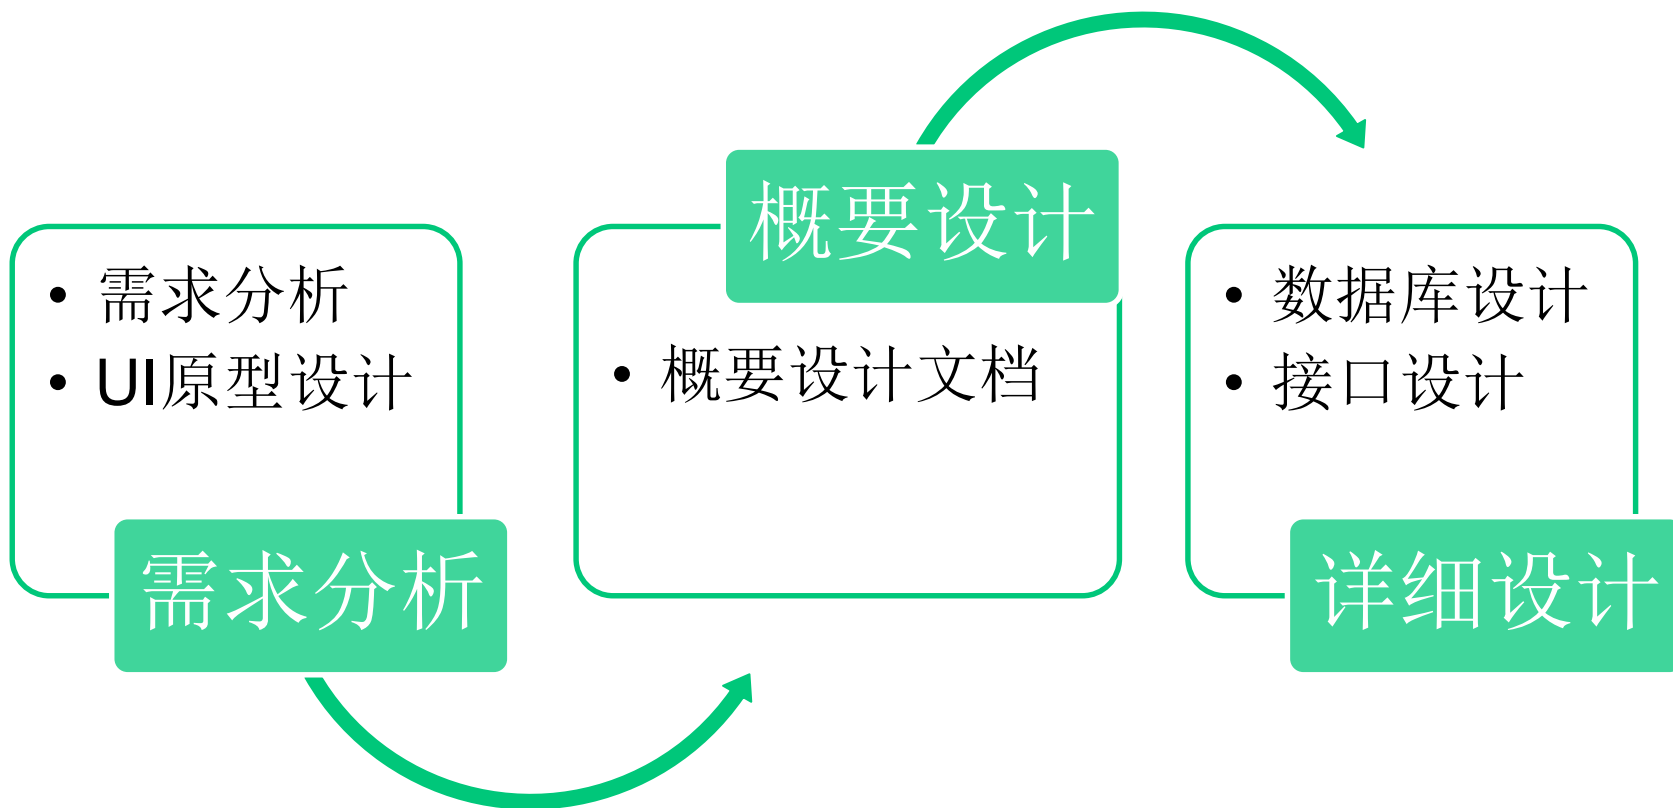 • 需求分析
• UI原型设计
需求分析
概要设计
• 概要设计文档
• 数据库设计
• 接口设计
详细设计